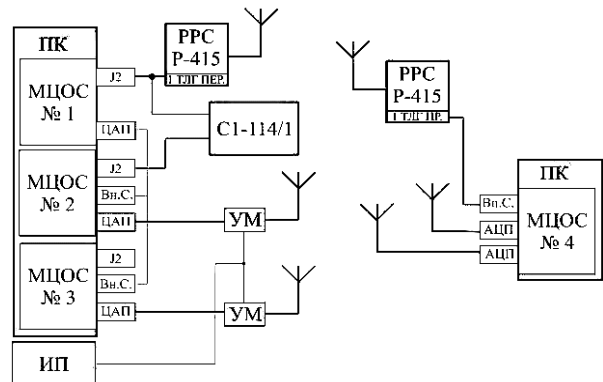 ПК
МЦОС
№ 1
J2
ЦАП
МЦОС
№ 2
J2
Вн.С.
ЦАП
МЦОС
№ 3
J2
Вн.С.
ЦАП
ИП
РРС
Р-415
1 ТЛГ ПЕР.
С1-114/1
УМ
УМ
РРС
Р-415
1 ТЛГ ПР.
ПК
МЦОС
№ 4
Вн.С.
АЦП
АЦП